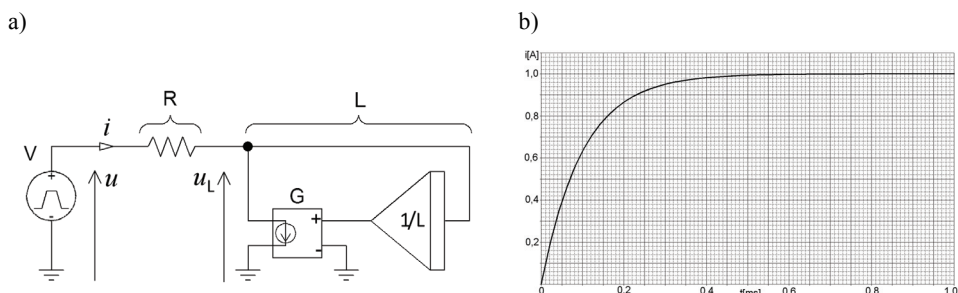 a)
b)
R
L
i
V
u
uL
G
+
-
+
-
1/L
i[A]
1,0
0,8
0,6
0,4
0,2
0
0.2
0.4
0.6
0.8
1.0
t[ms]